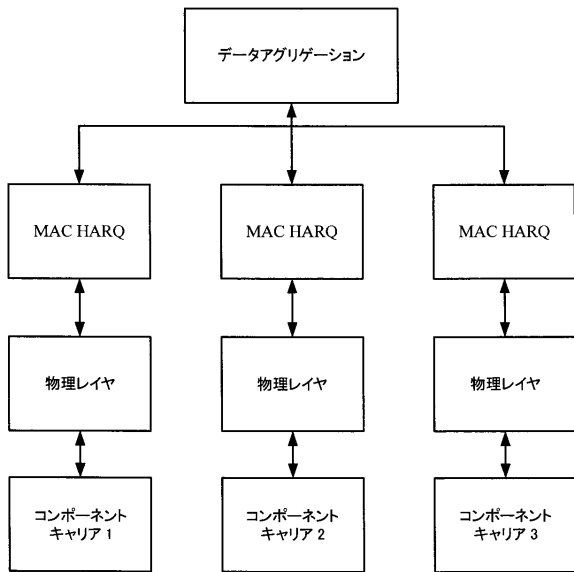 データアグリゲーション
MAC HARQ
MAC HARQ
MAC HARQ
物理レイヤ
物理レイヤ
物理レイヤ
コンポーネント
キャリア 1
コンポーネント
キャリア 2
コンポーネント
キャリア 3